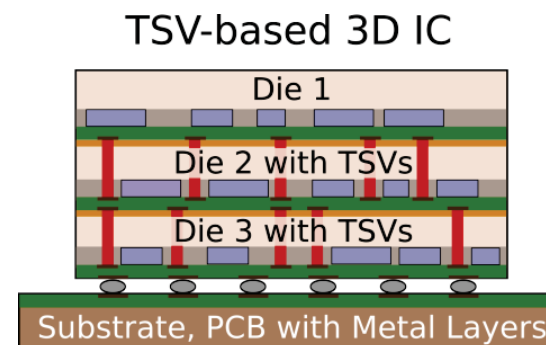 TSV-based 3D IC
Die 1
Die 2 with TSVs
Die 3 with TSVs
Substrate, PCB with Metal Layers